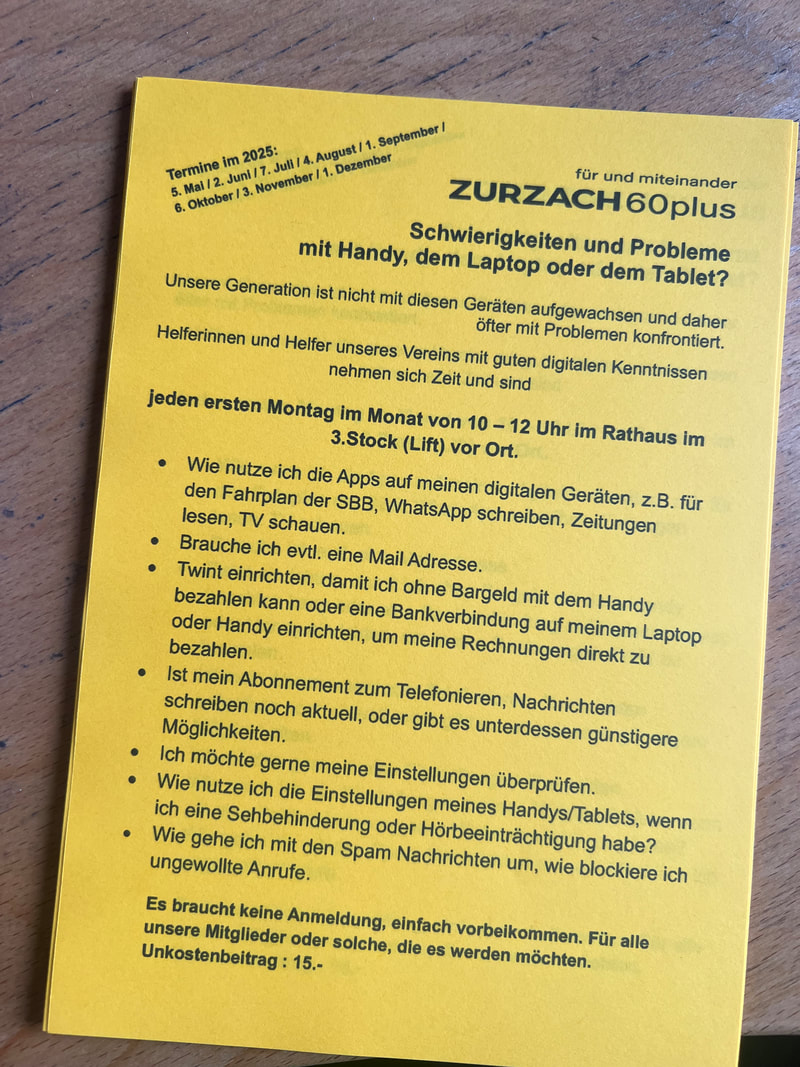 Termine im 2025:
5. Mai / 2. Juni / 7. Juli / 4. August / 1. September /
6. Oktober / 3. November / 1. Dezember
für und miteinander
ZURZACH60plus
Schwierigkeiten und Probleme
mit Handy, dem Laptop oder dem Tablet?
Unsere Generation ist nicht mit diesen Geräten aufgewachsen und daher
öfter mit Problemen konfrontiert.
Helferinnen und Helfer unseres Vereins mit guten digitalen Kenntnissen
nehmen sich Zeit und sind
jeden ersten Montag im Monat von 10 – 12 Uhr im Rathaus im
3.Stock (Lift) vor Ort.
• Wie nutze ich die Apps auf meinen digitalen Geräten, z.B. für
den Fahrplan der SBB, WhatsApp schreiben, Zeitungen
lesen, TV schauen.
• Brauche ich evtl. eine Mail Adresse.
• Twint einrichten, damit ich ohne Bargeld mit dem Handy
bezahlen kann oder eine Bankverbindung auf meinem Laptop
oder Handy einrichten, um meine Rechnungen direkt zu
bezahlen.
• Ist mein Abonnement zum Telefonieren, Nachrichten
schreiben noch aktuell, oder gibt es unterdessen günstigere
Möglichkeiten.
• Ich möchte gerne meine Einstellungen überprüfen.
• Wie nutze ich die Einstellungen meines Handys/Tablets, wenn
ich eine Sehbehinderung oder Hörbeeinträchtigung habe?
• Wie gehe ich mit den Spam Nachrichten um, wie blockiere ich
ungewollte Anrufe.
Es braucht keine Anmeldung, einfach vorbeikommen. Für alle
unsere Mitglieder oder solche, die es werden möchten.
Unkostenbeitrag : 15.-